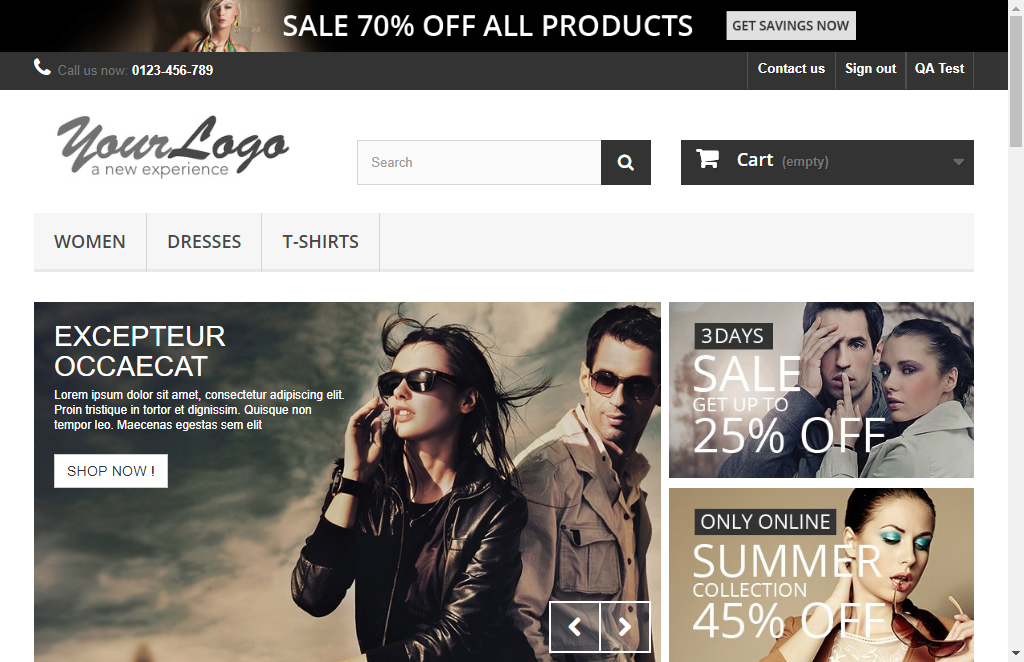 SALE 70% OFF ALL PRODUCTS
GET SAVINGS NOW
Call us now: 0123-456-789
Contact us
Sign out
QA Test
YourLogo
a new experience
Search
Cart (empty)
WOMEN
DRESSES
T-SHIRTS
EXCEPTEUR
OCCAECAT
Lorem ipsum dolor sit amet, consectetur adipiscing elit.
Proin tristique in tortor et dignissim. Quisque non
tempor leo. Maecenas egestas sem elit
SHOP NOW !
3 DAYS
SALE
GET UP TO
25% OFF
ONLY ONLINE
SUMMER
COLLECTION
45% OFF